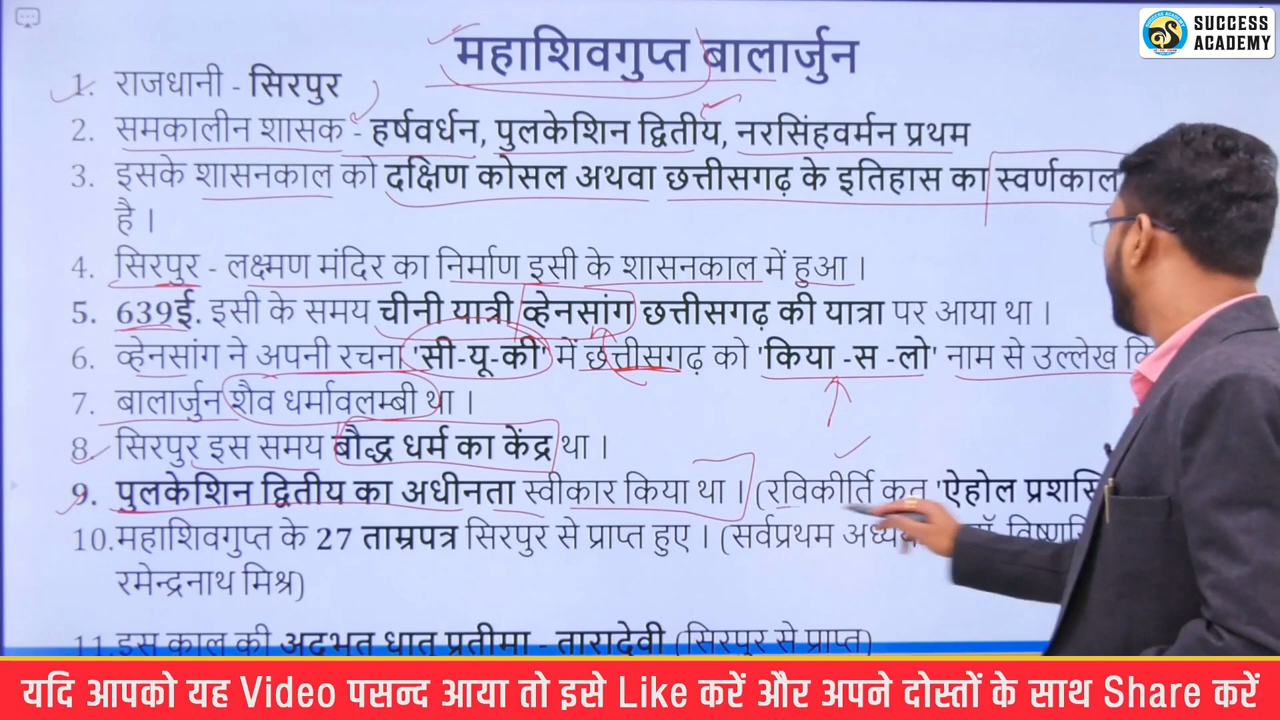 SUCCESS
ACADEMY
महाशिवगुप्त बालार्जुन
1. राजधानी - सिरपुर
2. समकालीन शासक - हर्षवर्धन, पुलकेशिन द्वितीय, नरसिंहवर्मन प्रथम
3. इसके शासनकाल को दक्षिण कोसल अथवा छत्तीसगढ़ के इतिहास का स्वर्णकाल
है ।
4. सिरपुर - लक्ष्मण मंदिर का निर्माण इसी के शासनकाल में हुआ ।
5. 639ई. इसी के समय चीनी यात्री व्हेनसांग छत्तीसगढ़ की यात्रा पर आया था ।
6. व्हेनसांग ने अपनी रचना 'सी-यू-की' में छत्तीसगढ़ को 'किया -स -लो' नाम से उल्लेख
7. बालार्जुन शैव धर्मावलम्बी था ।
8. सिरपुर इस समय बौद्ध धर्म का केंद्र था ।
9. पुलकेशिन द्वितीय का अधीनता स्वीकार किया था । (रविकीर्ति कृत 'ऐहोल
10. महाशिवगुप्त के 27 ताम्रपत्र सिरपुर से प्राप्त हुए । (सर्वप्रथम
रमेन्द्रनाथ मिश्र)
11. इस काल की अदभुत धातु प्रतीमा - तारादेवी (सिरपुर से प्राप्त)
यदि आपको यह Video पसन्द आया तो इसे Like करें और अपने दोस्तों के साथ Share करें